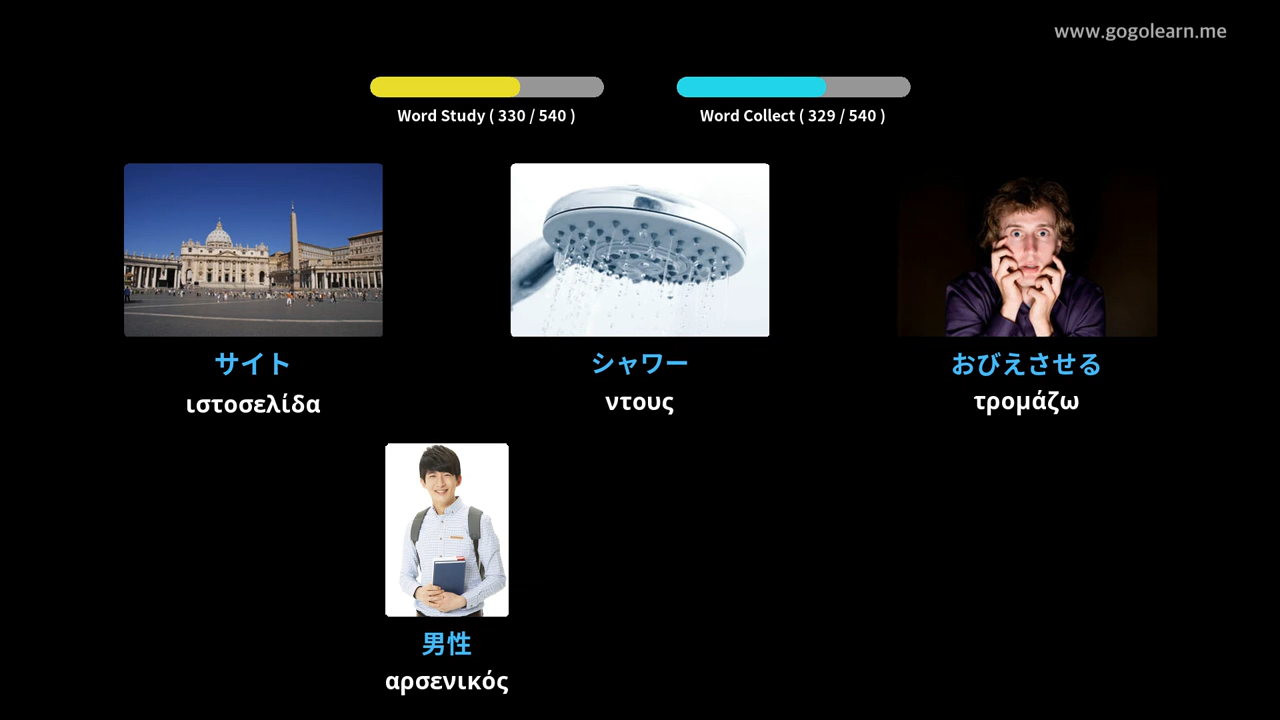 www.gogolearn.me
Word Study ( 330 / 540 )
Word Collect ( 329 / 540 )
サイト
ιστοσελίδα
シャワー
ντους
おびえさせる
τρομάζω
男性
αρσενικός